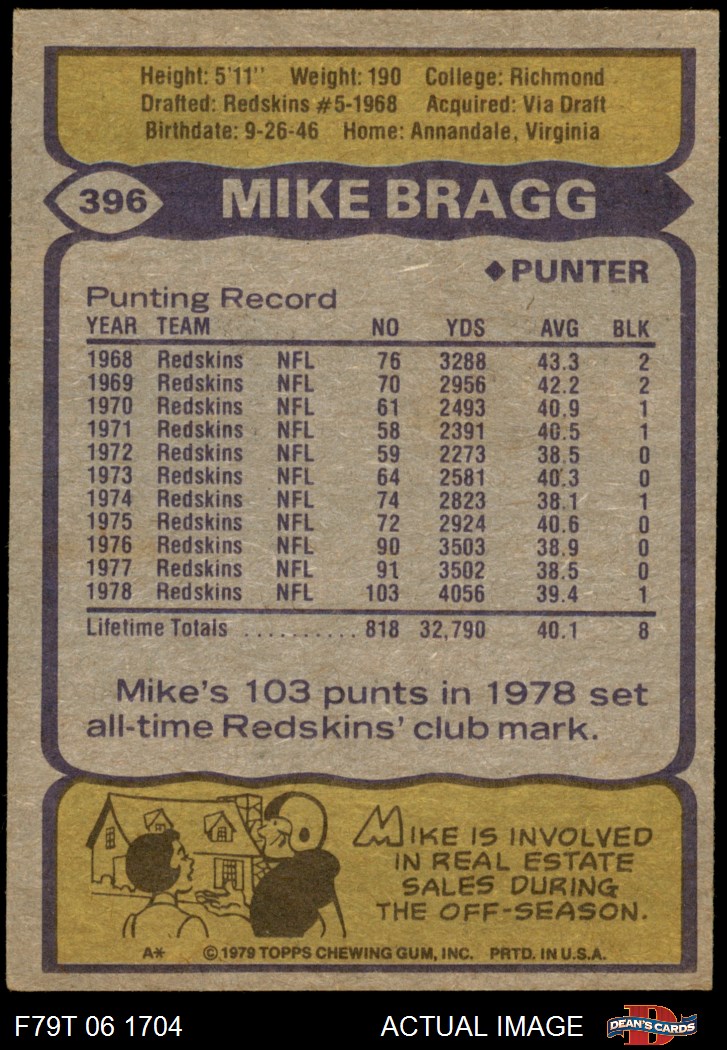 Height: 5'11" Weight: 190 College: Richmond
Drafted: Redskins #5-1968 Acquired: Via Draft
Birthdate: 9-26-46 Home: Annandale, Virginia
396 MIKE BRAGG
◆PUNTER
Punting Record
YEAR TEAM NO YDS AVG BLK
1968 Redskins NFL 76 3288 43.3 2
1969 Redskins NFL 70 2956 42.2 2
1970 Redskins NFL 61 2493 40.9 1
1971 Redskins NFL 58 2391 40.5 1
1972 Redskins NFL 59 2273 38.5 0
1973 Redskins NFL 64 2581 40.3 0
1974 Redskins NFL 74 2823 38.1 1
1975 Redskins NFL 72 2924 40.6 0
1976 Redskins NFL 90 3503 38.9 0
1977 Redskins NFL 91 3502 38.5 0
1978 Redskins NFL 103 4056 39.4 1
Lifetime Totals .......... 818 32,790 40.1 8
Mike's 103 punts in 1978 set
all-time Redskins' club mark.
MIKE IS INVOLVED
IN REAL ESTATE
SALES DURING
THE OFF-SEASON.
A* ©1979 TOPPS CHEWING GUM, INC. PRTD. IN U.S.A.
F79T 06 1704 ACTUAL IMAGE D DEAN'S CARDS